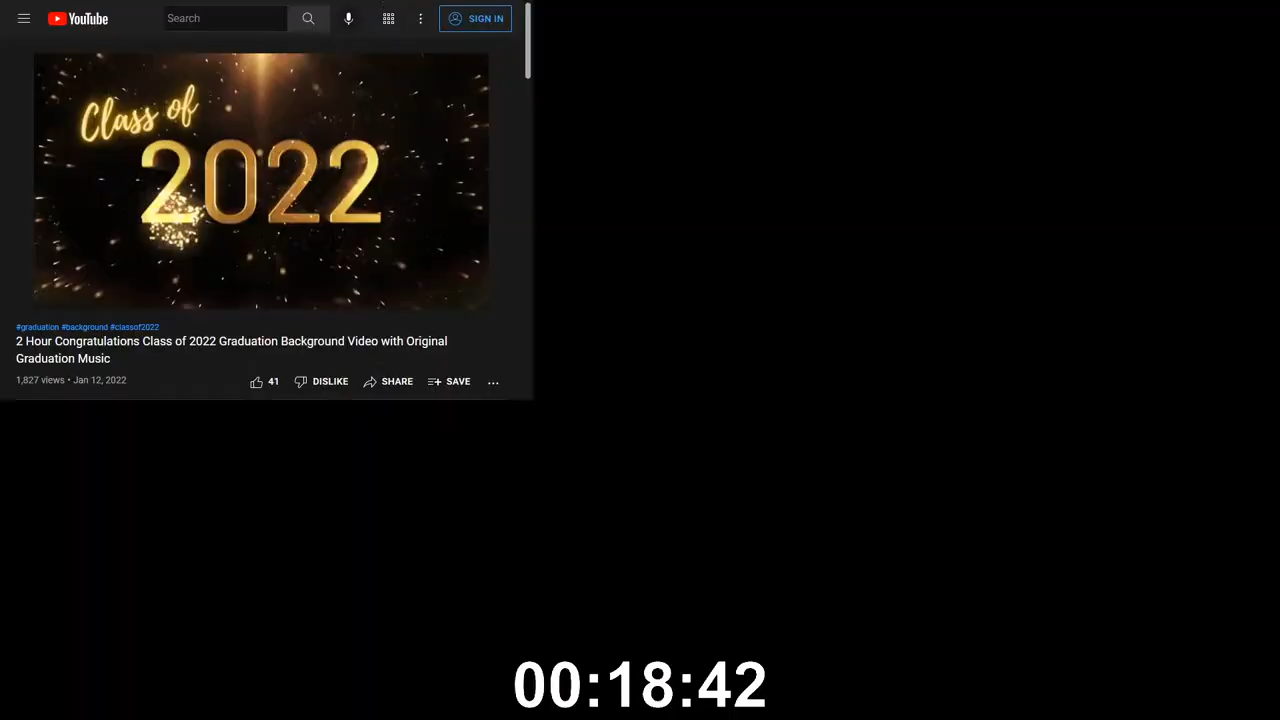 YouTube
Search
SIGN IN
Class of
2022
#graduation #background #classof2022
2 Hour Congratulations Class of 2022 Graduation Background Video with Original
Graduation Music
1,827 views • Jan 12, 2022
41 DISLIKE SHARE SAVE
00:18:42